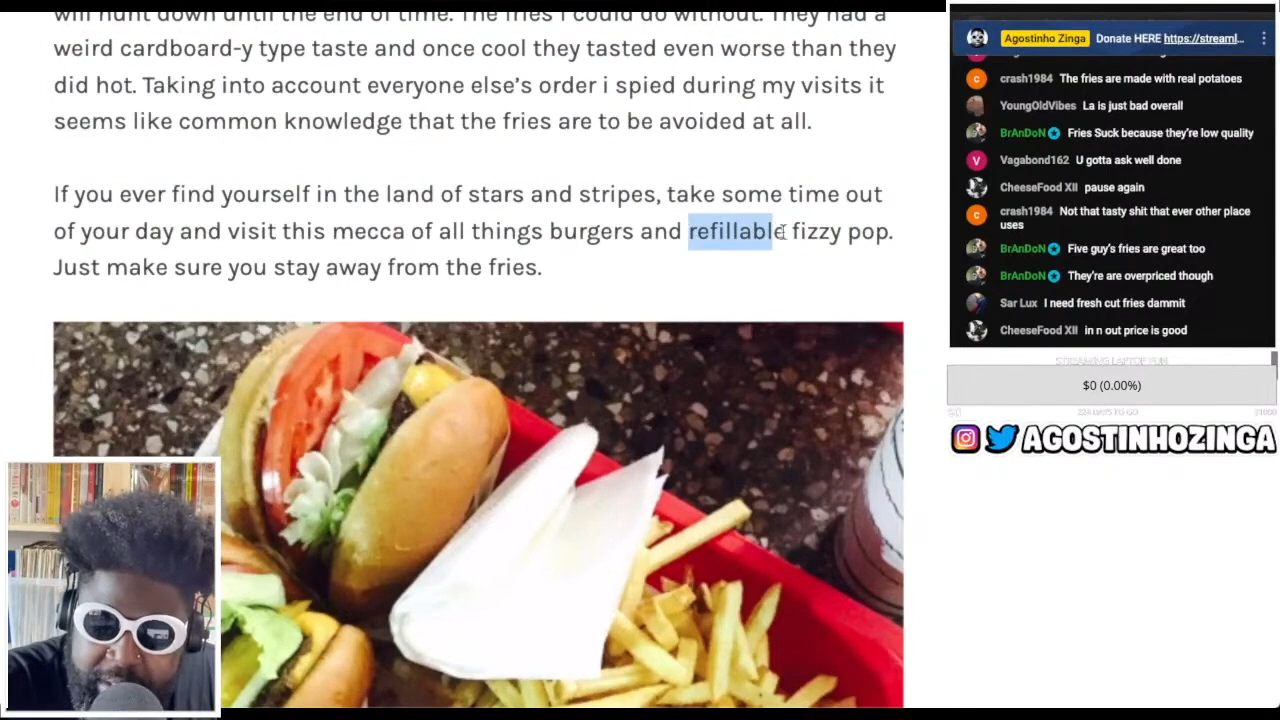 will hunt down until the end of time. The fries I could do without. They had a
weird cardboard-y type taste and once cool they tasted even worse than they
did hot. Taking into account everyone else's order i spied during my visits it
seems like common knowledge that the fries are to be avoided at all.
If you ever find yourself in the land of stars and stripes, take some time out
of your day and visit this mecca of all things burgers and refillable fizzy pop.
Just make sure you stay away from the fries.
Agostinho Zinga Donate HERE https://streaml...
crash1984 The fries are made with real potatoes
YoungOldVibes La is just bad overall
BrAnDoN Fries Suck because they're low quality
Vagabond162 U gotta ask well done
CheeseFood XII pause again
crash1984 Not that tasty shit that ever other place
uses
BrAnDoN Five guy's fries are great too
BrAnDoN They're are overpriced though
Sar Lux I need fresh cut fries dammit
CheeseFood XII in n out price is good
STREAMING LAPTOP FUN
$0 (0.00%)
$0
AGOSTINHOZINGA